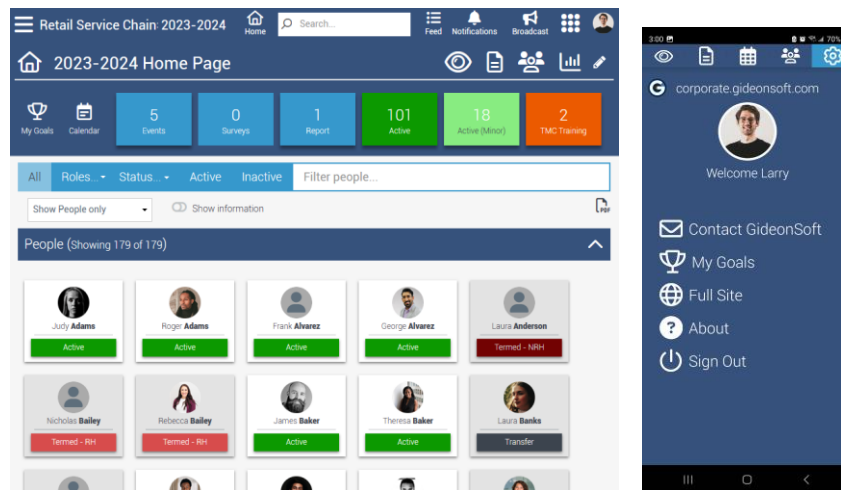 Retail Service Chain: 2023-2024
Home
Search...
Feed
Notifications
Broadcast
2023-2024 Home Page
My Goals
Calendar
5
Events
0
Surveys
1
Report
101
Active
18
Active (Minor)
2
TMC Training
All Roles... Status... Active Inactive Filter people...
Show People only
Show information
PDF
People (Showing 179 of 179)
Judy Adams
Active
Roger Adams
Active
Frank Alvarez
Active
George Alvarez
Active
Laura Anderson
Termed - NRH
Nicholas Bailey
Termed - RH
Rebecca Bailey
Termed - RH
James Baker
Active
Theresa Baker
Active
Laura Banks
Transfer
3:00
70%
G corporate.gideonsoft.com
Welcome Larry
Contact GideonSoft
My Goals
Full Site
? About
Sign Out